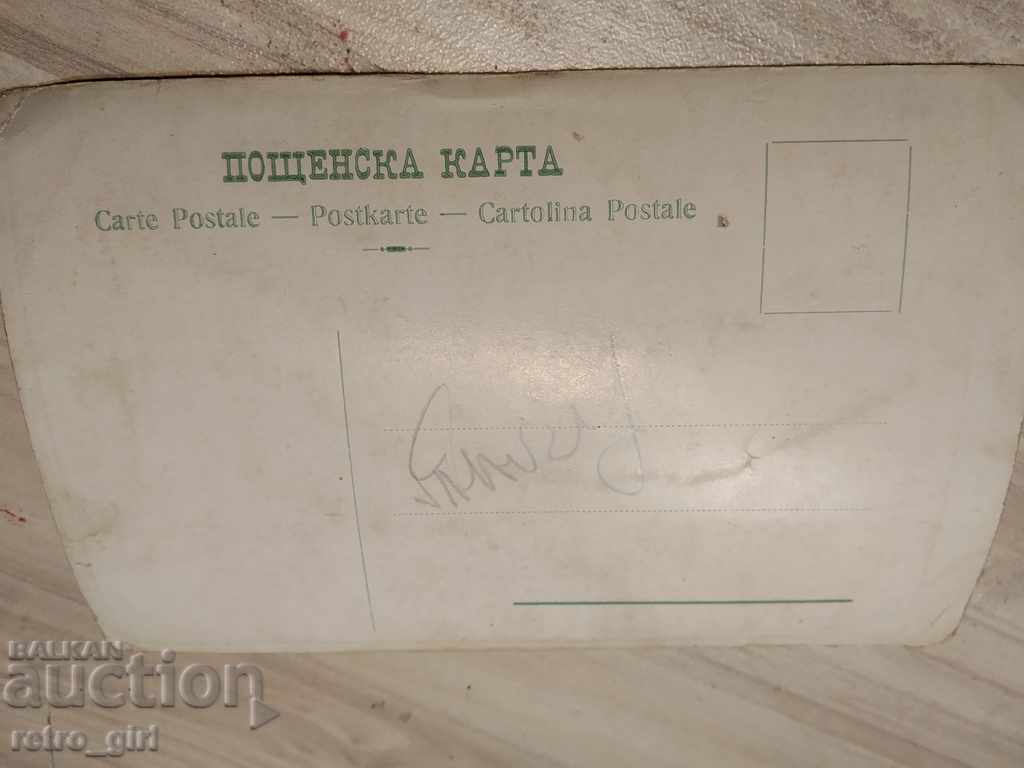 ПОЩЕНСКА КАРТА
Carte Postale — Postkarte — Cartolina Postale
BALKAN
auction
retro_girl